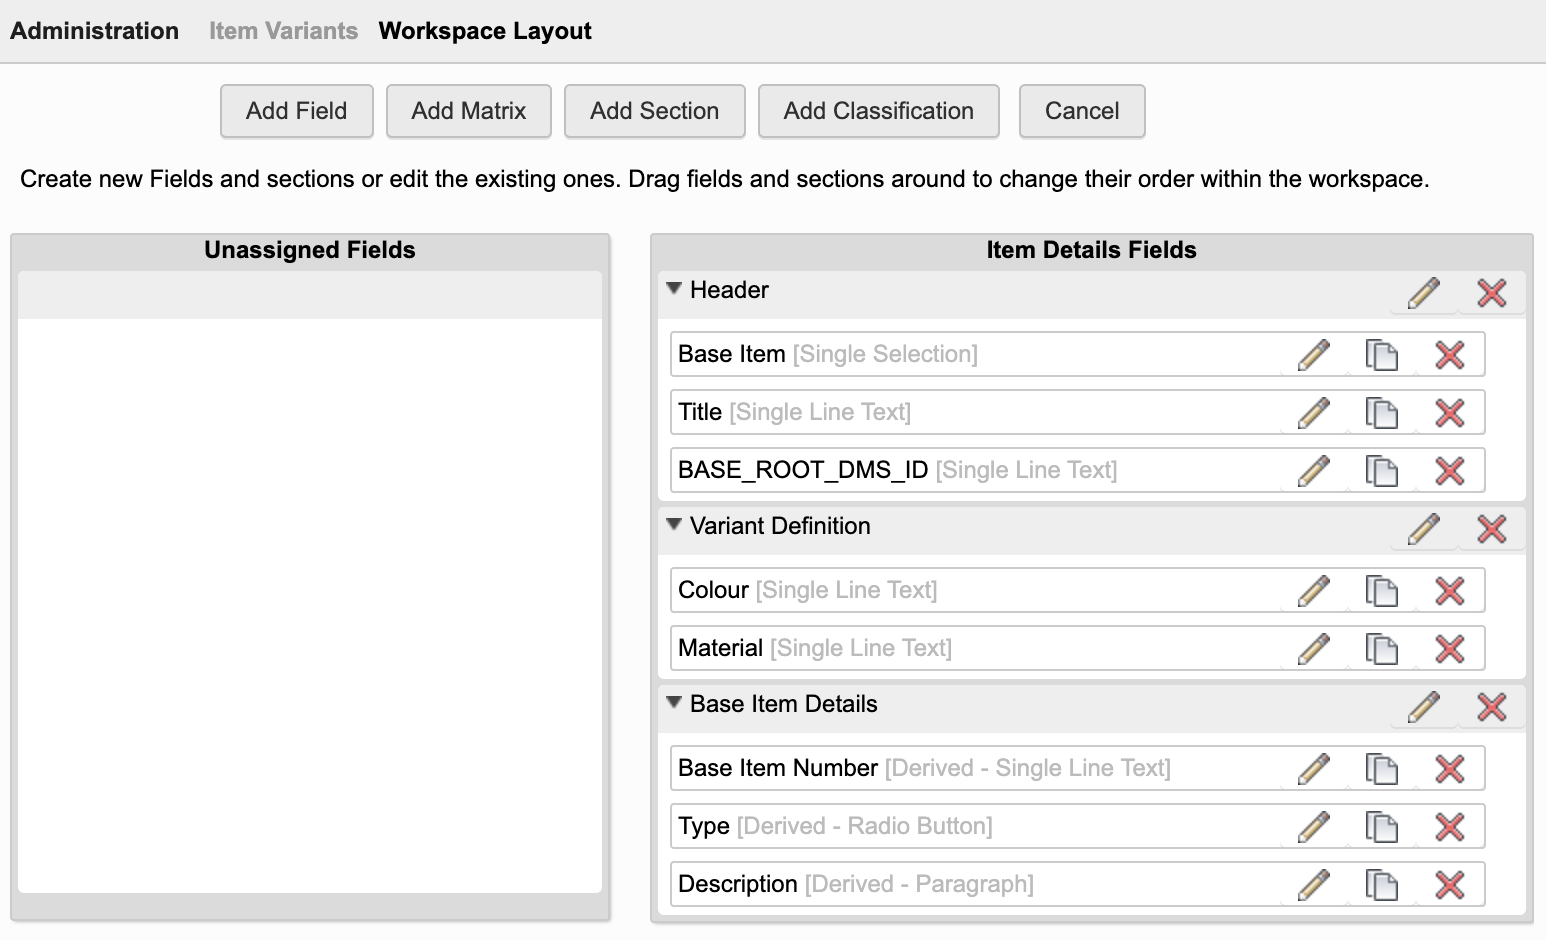 Administration Item Variants Workspace Layout
Add Field Add Matrix Add Section Add Classification Cancel
Create new Fields and sections or edit the existing ones. Drag fields and sections around to change their order within the workspace.
Unassigned Fields
Item Details Fields
Header
Base Item [Single Selection]
Title [Single Line Text]
BASE_ROOT_DMS_ID [Single Line Text]
Variant Definition
Colour [Single Line Text]
Material [Single Line Text]
Base Item Details
Base Item Number [Derived - Single Line Text]
Type [Derived - Radio Button]
Description [Derived - Paragraph]